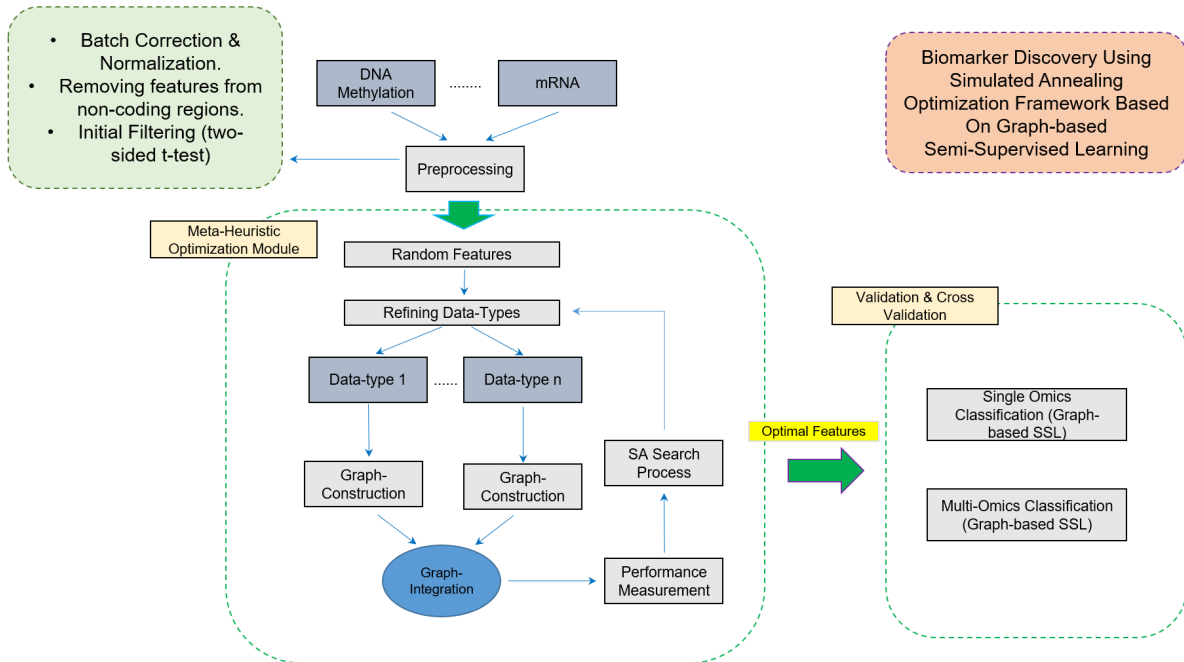 • Batch Correction &
Normalization.
• Removing features from
non-coding regions.
• Initial Filtering (two-
sided t-test)
DNA
Methylation
........
mRNA
Preprocessing
Biomarker Discovery Using
Simulated Annealing
Optimization Framework Based
On Graph-based
Semi-Supervised Learning
Meta-Heuristic
Optimization Module
Random Features
Refining Data-Types
Data-type 1
......
Data-type n
Graph-
Construction
Graph-
Construction
SA Search
Process
Graph-
Integration
Performance
Measurement
Optimal Features
Validation & Cross
Validation
Single Omics
Classification (Graph-
based SSL)
Multi-Omics Classification
(Graph-based SSL)